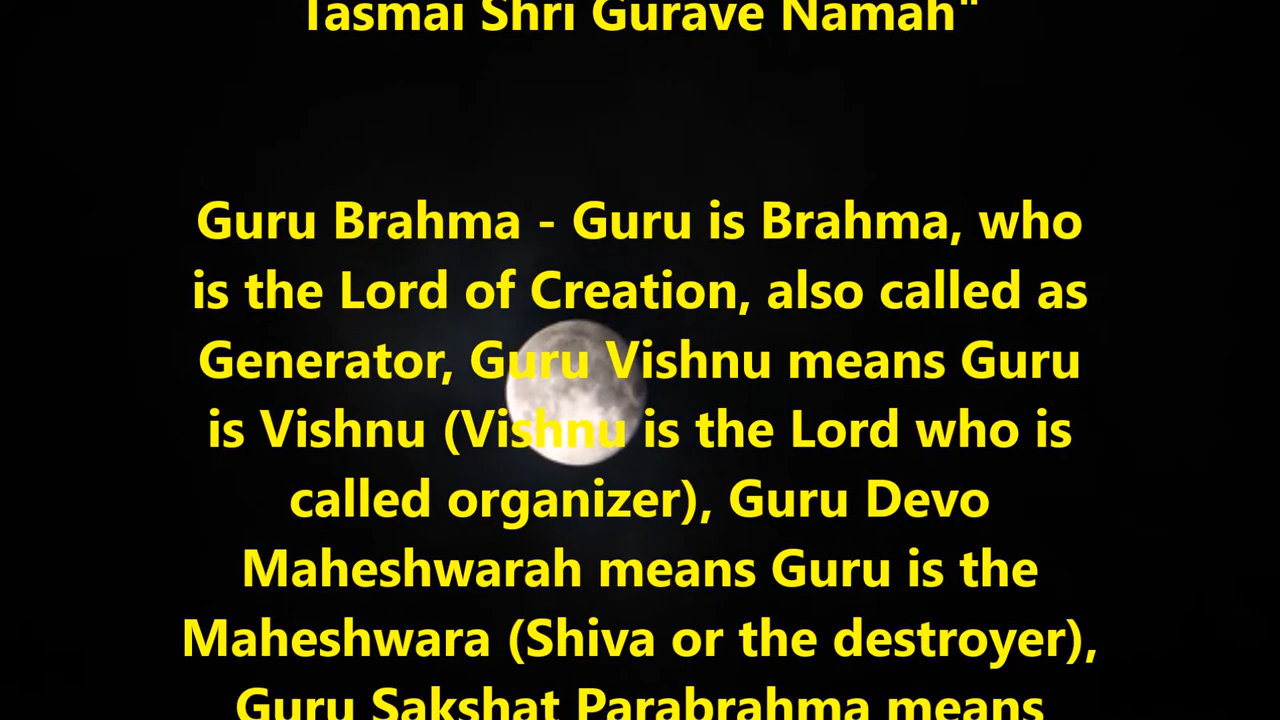 Tasmai Shri Gurave Namah"
Guru Brahma - Guru is Brahma, who
is the Lord of Creation, also called as
Generator, Guru Vishnu means Guru
is Vishnu (Vishnu is the Lord who is
called organizer), Guru Devo
Maheshwarah means Guru is the
Maheshwara (Shiva or the destroyer),
Guru Sakshat Parabrahma means